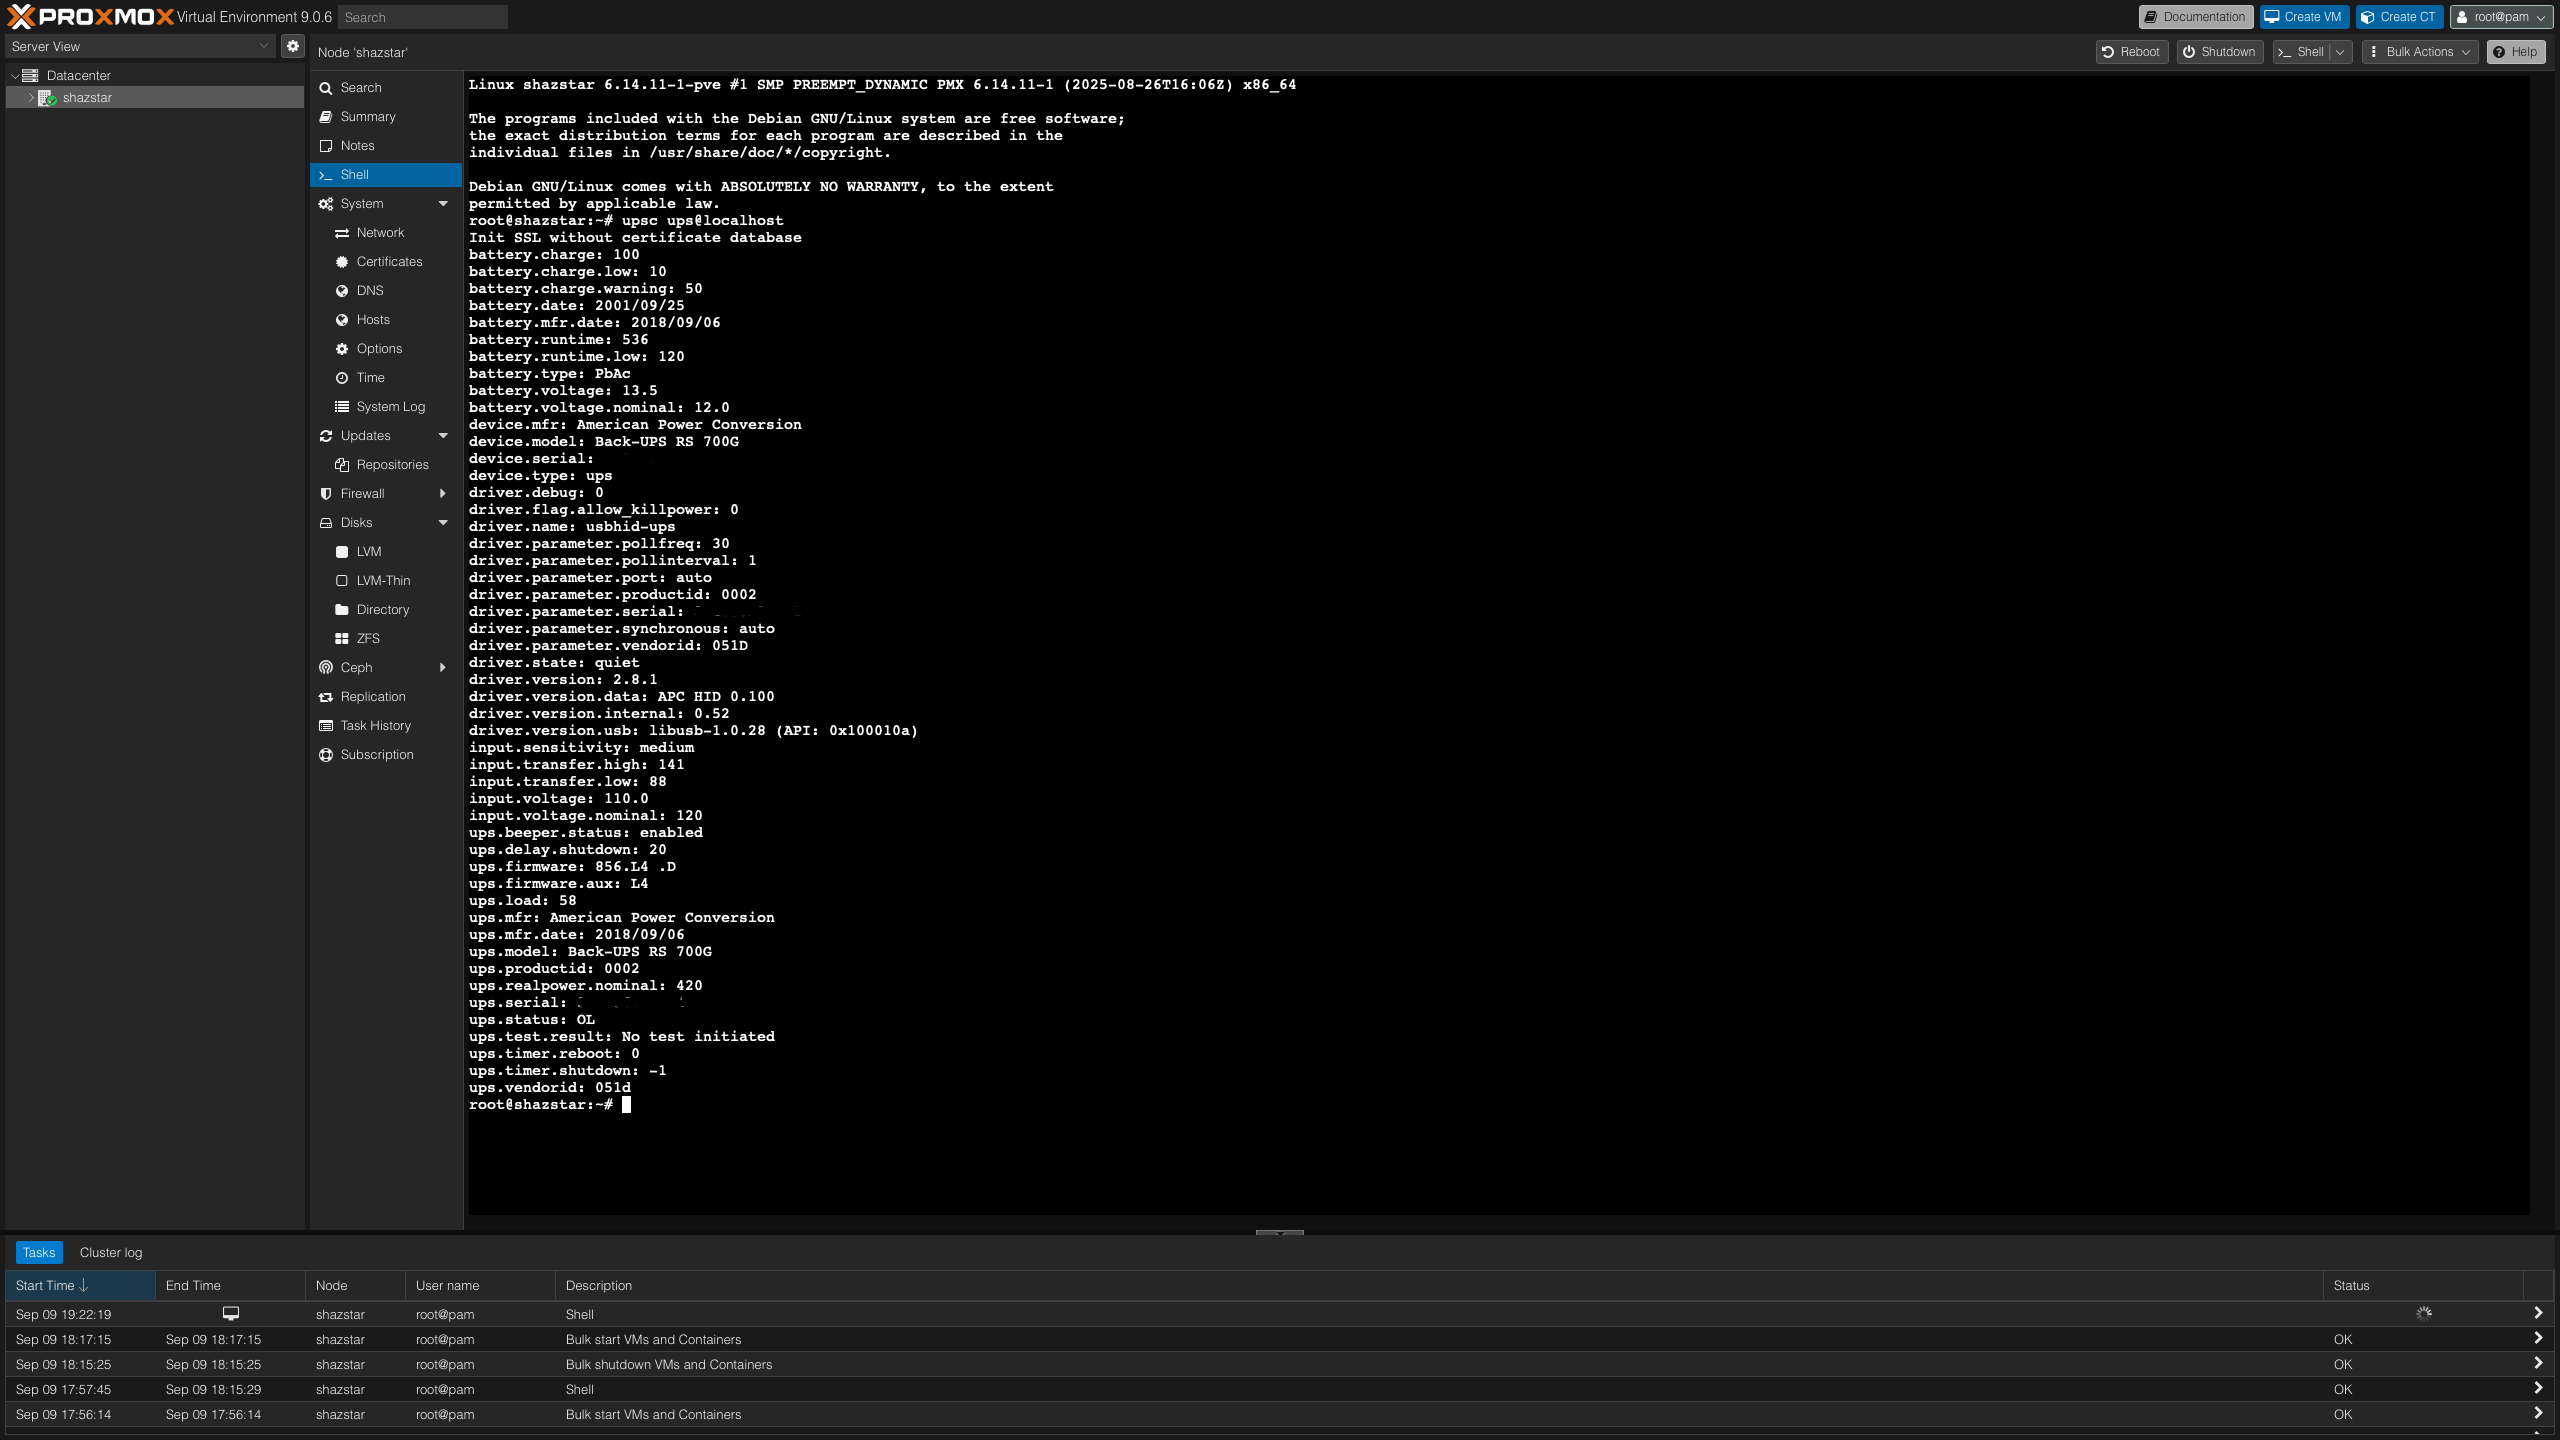 PROXMOX Virtual Environment 9.0.6 Search Documentation Create VM Create CT root@pam
Server View
Node 'shazstar' Reboot Shutdown Shell Bulk Actions Help
Datacenter
shazstar
Search
Summary
Notes
Shell
System
Network
Certificates
DNS
Hosts
Options
Time
System Log
Updates
Repositories
Firewall
Disks
LVM
LVM-Thin
Directory
ZFS
Ceph
Replication
Task History
Subscription
Linux shazstar 6.14.11-1-pve #1 SMP PREEMPT_DYNAMIC PMX 6.14.11-1 (2025-08-26T16:06Z) x86_64
The programs included with the Debian GNU/Linux system are free software;
the exact distribution terms for each program are described in the
individual files in /usr/share/doc/*/copyright.
Debian GNU/Linux comes with ABSOLUTELY NO WARRANTY, to the extent
permitted by applicable law.
root@shazstar:~# upsc ups@localhost
Init SSL without certificate database
battery.charge: 100
battery.charge.low: 10
battery.charge.warning: 50
battery.date: 2001/09/25
battery.mfr.date: 2018/09/06
battery.runtime: 536
battery.runtime.low: 120
battery.type: PbAc
battery.voltage: 13.5
battery.voltage.nominal: 12.0
device.mfr: American Power Conversion
device.model: Back-UPS RS 700G
device.serial:
device.type: ups
driver.debug: 0
driver.flag.allow_killpower: 0
driver.name: usbhid-ups
driver.parameter.pollfreq: 30
driver.parameter.pollinterval: 1
driver.parameter.port: auto
driver.parameter.productid: 0002
driver.parameter.serial:
driver.parameter.synchronous: auto
driver.parameter.vendorid: 051D
driver.state: quiet
driver.version: 2.8.1
driver.version.data: APC HID 0.100
driver.version.internal: 0.52
driver.version.usb: libusb-1.0.28 (API: 0x100010a)
input.sensitivity: medium
input.transfer.high: 141
input.transfer.low: 88
input.voltage: 110.0
input.voltage.nominal: 120
ups.beeper.status: enabled
ups.delay.shutdown: 20
ups.firmware: 856.L4 .D
ups.firmware.aux: L4
ups.load: 58
ups.mfr: American Power Conversion
ups.mfr.date: 2018/09/06
ups.model: Back-UPS RS 700G
ups.productid: 0002
ups.realpower.nominal: 420
ups.serial:
ups.status: OL
ups.test.result: No test initiated
ups.timer.reboot: 0
ups.timer.shutdown: -1
ups.vendorid: 051d
root@shazstar:~#
Tasks Cluster log
Start Time End Time Node User name Description Status
Sep 09 19:22:19 shazstar root@pam Shell
Sep 09 18:17:15 Sep 09 18:17:15 shazstar root@pam Bulk start VMs and Containers OK
Sep 09 18:15:25 Sep 09 18:15:25 shazstar root@pam Bulk shutdown VMs and Containers OK
Sep 09 17:57:45 Sep 09 18:15:29 shazstar root@pam Shell OK
Sep 09 17:56:14 Sep 09 17:56:14 shazstar root@pam Bulk start VMs and Containers OK